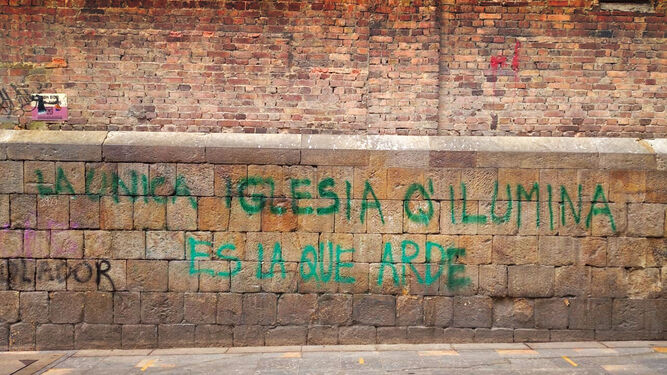 LA UNICA IGLESIA Q' ILUMINA
ES LA QUE ARDE